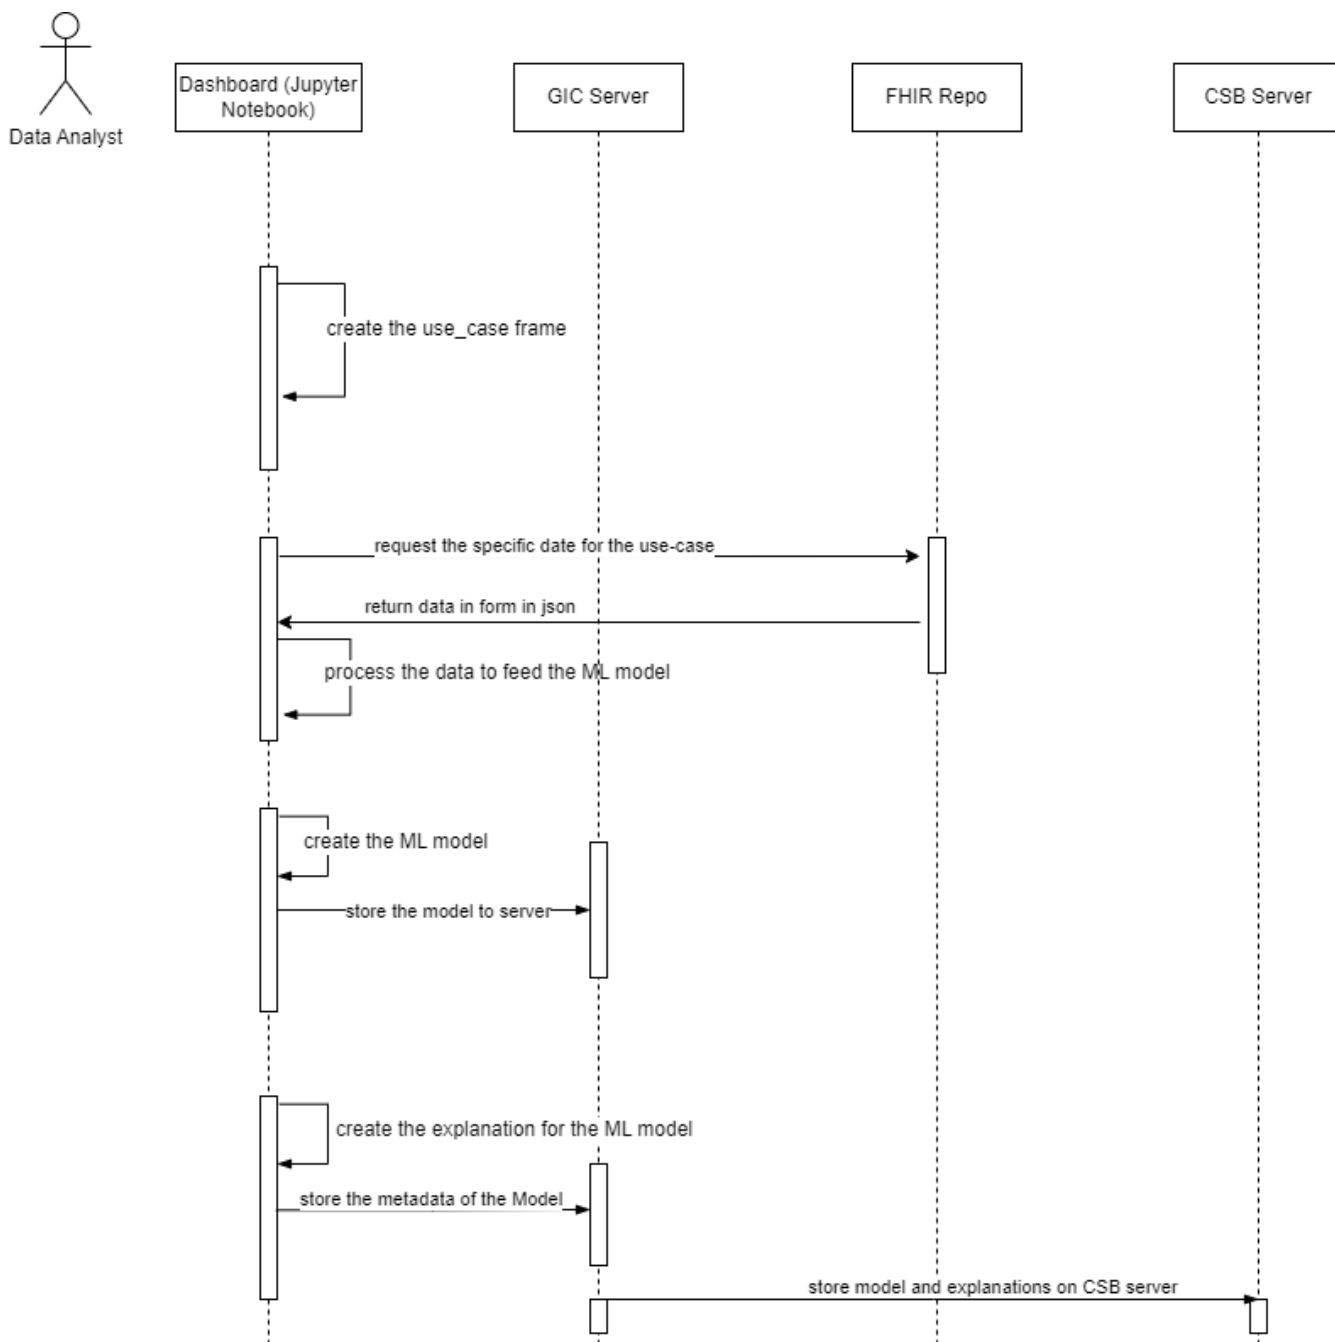 Data Analyst
Dashboard (Jupyter
Notebook)
GIC Server
FHIR Repo
CSB Server
create the use_case frame
request the specific date for the use-case
return data in form in json
process the data to feed the ML model
create the ML model
store the model to server
create the explanation for the ML model
store the metadata of the Model
store model and explanations on CSB server